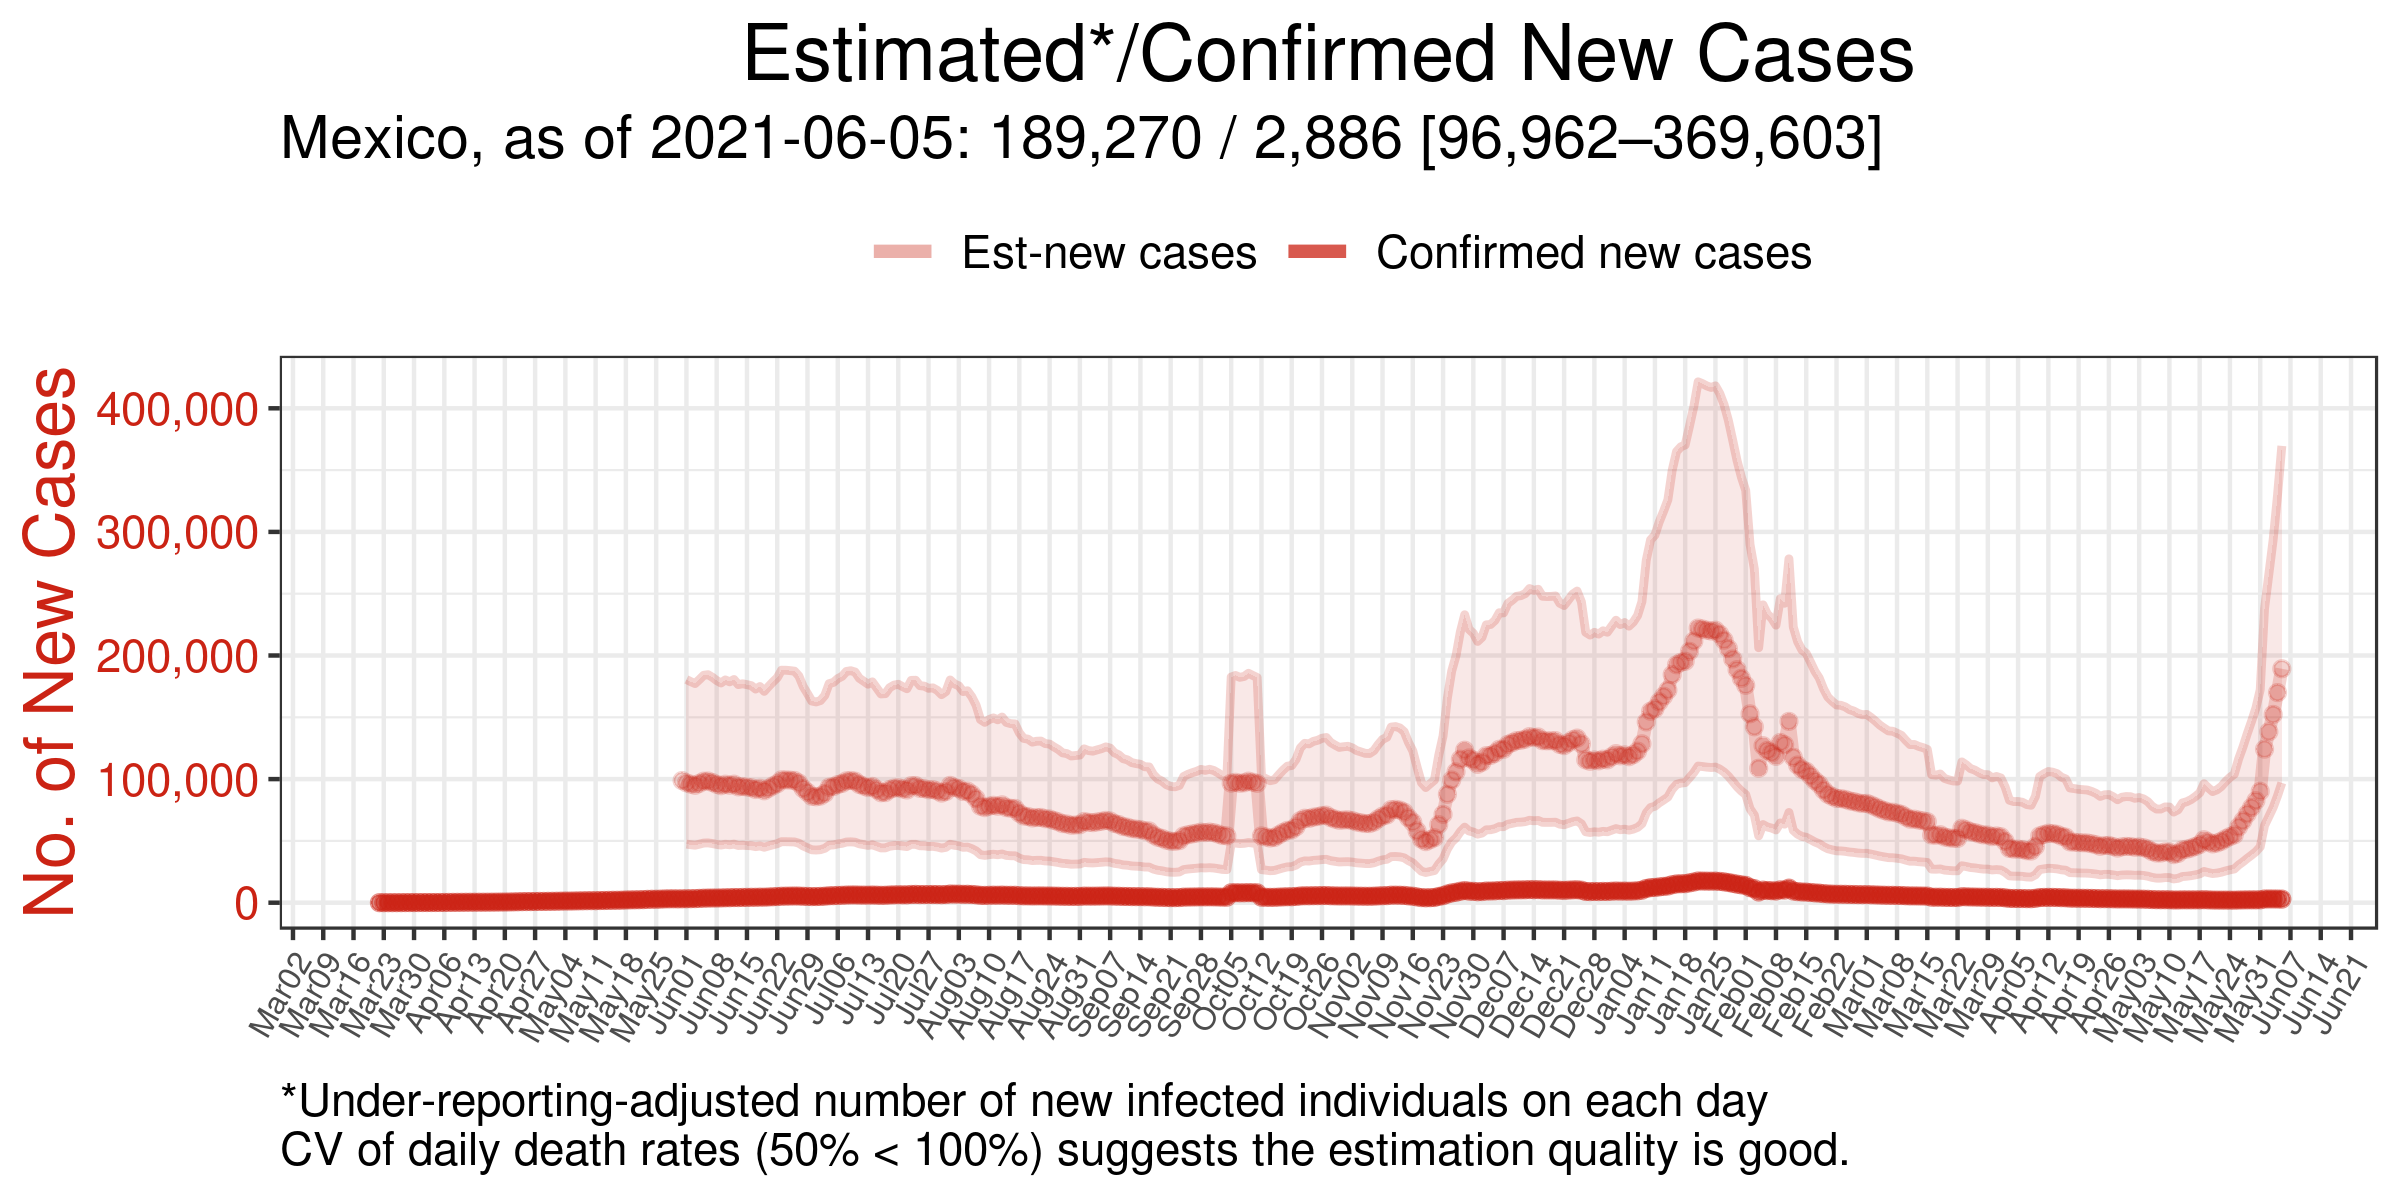 Estimated*/Confirmed New Cases
Mexico, as of 2021-06-05: 189,270 / 2,886 [96,962–369,603]
Est-new cases
Confirmed new cases
No. of New Cases
400,000
300,000
200,000
100,000
0
Mar02
Mar09
Mar16
Mar23
Mar30
Apr06
Apr13
Apr20
Apr27
May04
May11
May18
May25
Jun01
Jun08
Jun15
Jun22
Jun29
Jul06
Jul13
Jul20
Jul27
Aug03
Aug10
Aug17
Aug24
Aug31
Sep07
Sep14
Sep21
Sep28
Oct05
Oct12
Oct19
Oct26
Nov02
Nov09
Nov16
Nov23
Nov30
Dec07
Dec14
Dec21
Dec28
Jan04
Jan11
Jan18
Jan25
Feb01
Feb08
Feb15
Feb22
Mar01
Mar08
Mar15
Mar22
Mar29
Apr05
Apr12
Apr19
Apr26
May03
May10
May17
May24
May31
Jun07
Jun14
Jun21
*Under-reporting-adjusted number of new infected individuals on each day
CV of daily death rates (50% < 100%) suggests the estimation quality is good.